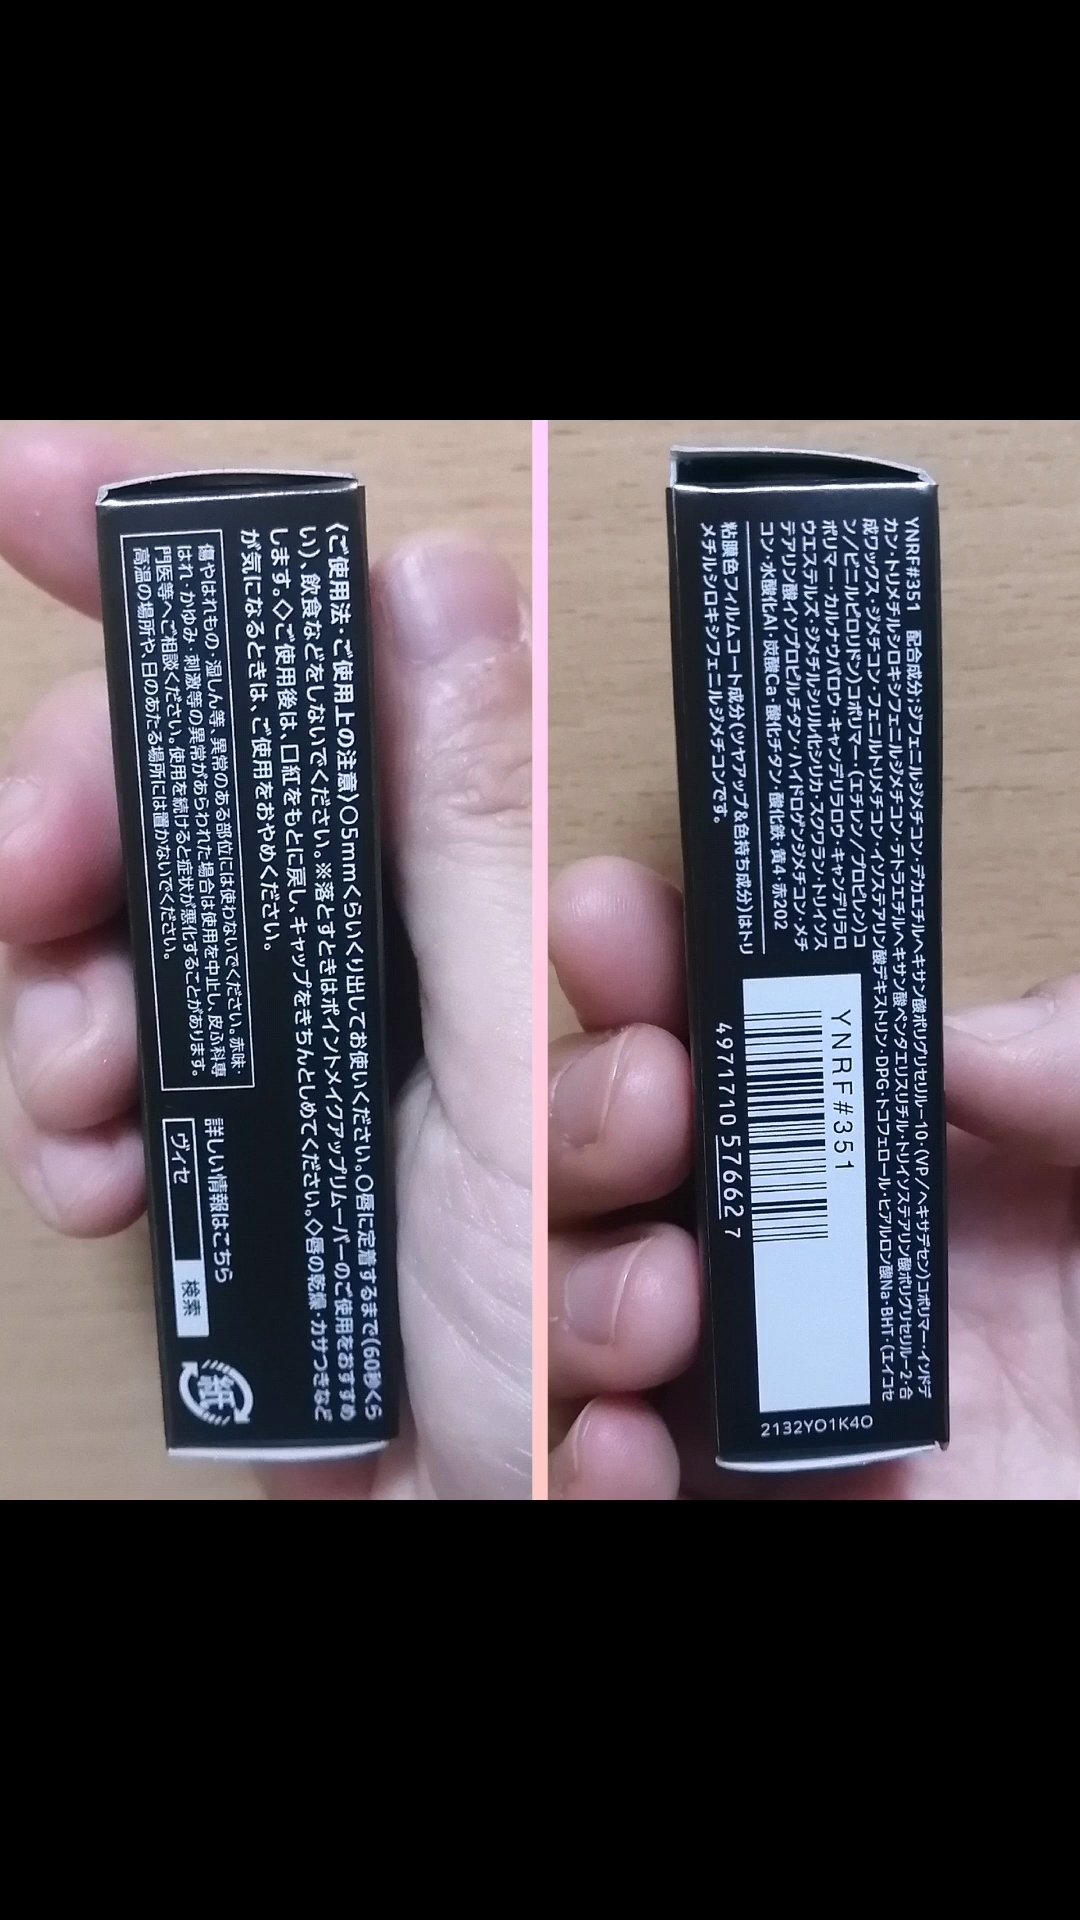 〈ご使用法・ご使用上の注意〉○5mmくらいくり出してお使いください。○唇に定着するまで(60秒くら
い)、飲食などをしないでください。※落とすときはポイントメイクアップリムーバーのご使用をおすすめ
します。◇ご使用後は、口紅をもとに戻し、キャップをきちんとしめてください。◇唇の乾燥・カサつきなど
が気になるときは、ご使用をおやめください。
傷やはれもの・湿しん等、異常のある部位には使わないでください。赤味・
はれ・かゆみ・刺激等の異常があらわれた場合は使用を中止し、皮ふ科専
門医等へご相談ください。使用を続けると症状が悪化することがあります。
高温の場所や、日のあたる場所には置かないでください。
詳しい情報はこちら
ヴィセ 検索
紙
YNRF#351 配合成分:ジフェニルジメチコン・デカエチルヘキサン酸ポリグリセリル-10・(VP/ヘキサデセン)コポリマー・イソドデ
カン・トリメチルシロキシフェニルジメチコン・テトラエチルヘキサン酸ペンタエリスリチル・トリイソステアリン酸ポリグリセリル-2・合
成ワックス・ジメチコン・フェニルトリメチコン・イソステアリン酸デキストリン・DPG・トコフェロール・ヒアルロン酸Na・BHT・(エイコセ
ン/ビニルピロリドン)コポリマー・(エチレン/プロピレン)コ
ポリマー・カルナウバロウ・キャンデリラロウ・キャンデリラロ
ウエステルズ・ジメチルシリル化シリカ・スクワラン・トリイソス
テアリン酸イソプロピルチタン・ハイドロゲンジメチコン・メチ
コン・水酸化Al・炭酸Ca・酸化チタン・酸化鉄・黄4・赤202
粘膜色フィルムコート成分(ツヤアップ&色持ち成分)はトリ
メチルシロキシフェニルジメチコンです。
YNRF#351
4971710 576627
2132YO1K4O